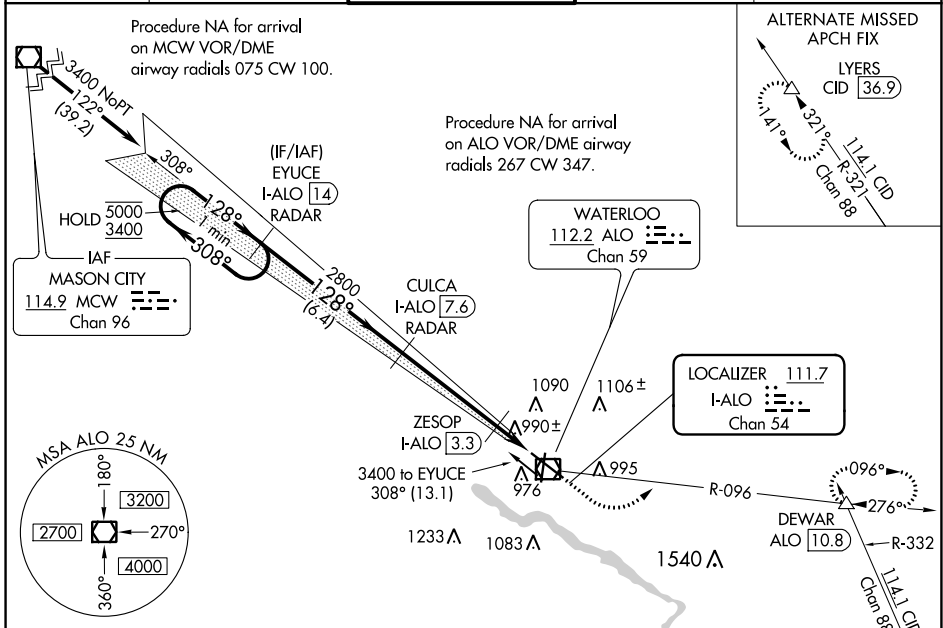 Procedure NA for arrival
on MCW VOR/DME
airway radials 075 CW 100.
ALTERNATE MISSED
APCH FIX
LYERS
CID 36.9
321°
141°
114.1 CID
R-321
Chan 88
3400 NoPT
122°
(39.2)
Procedure NA for arrival
on ALO VOR/DME airway
radials 267 CW 347.
308°
(IF/IAF)
EYUCE
I-ALO 14
RADAR
HOLD 5000
3400
128°
1 min
308°
IAF
MASON CITY
114.9 MCW
Chan 96
WATERLOO
112.2 ALO
Chan 59
2800
128°
(6.4)
CULCA
I-ALO 7.6
RADAR
LOCALIZER 111.7
I-ALO
Chan 54
1090
1106±
990±
ZESOP
I-ALO 3.3
3400 to EYUCE
308° (13.1)
976
995
R-096
096°
276°
DEWAR
ALO 10.8
R-332
114.1 CID
Chan 88
1233
1083
1540
MSA ALO 25 NM
180°
3200
2700
270°
4000
360°